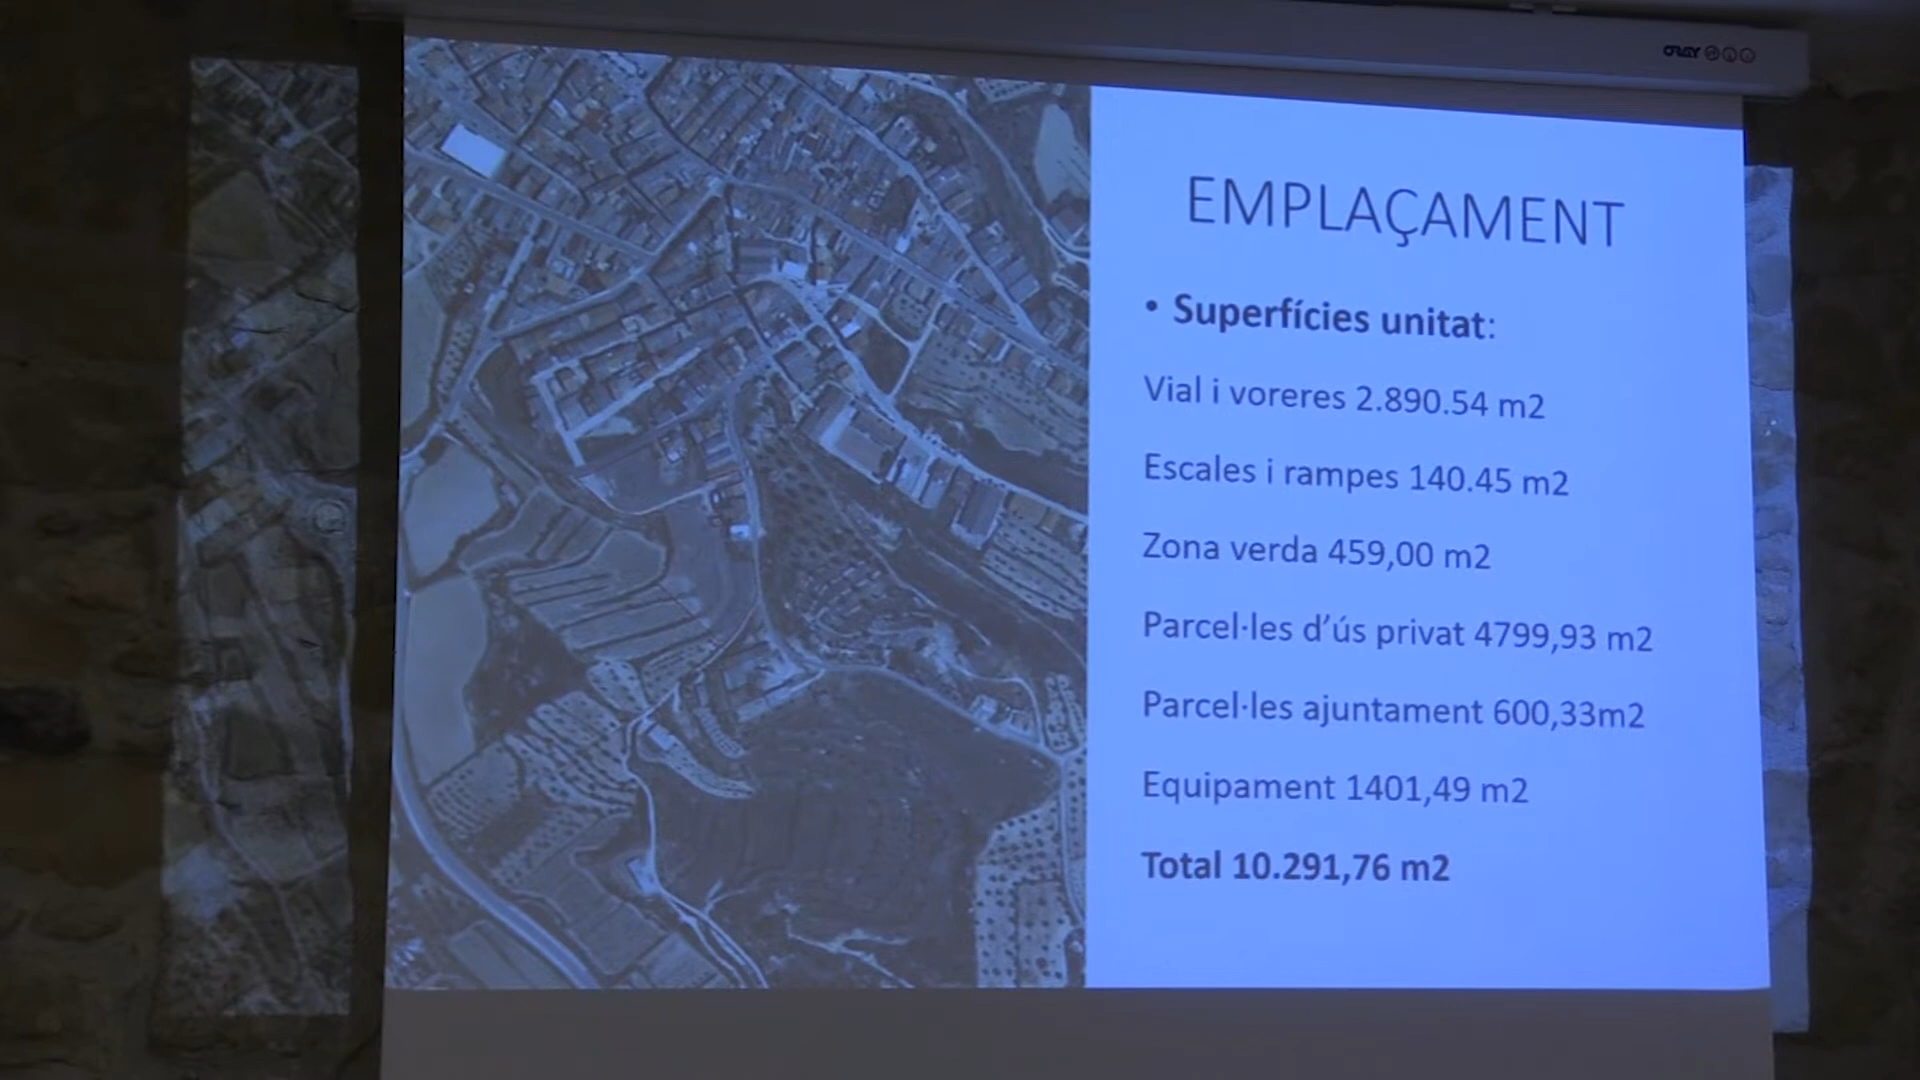 ORAY
EMPLAÇAMENT
• Superfícies unitat:
Vial i voreres 2.890.54 m2
Escales i rampes 140.45 m2
Zona verda 459,00 m2
Parcel·les d’ús privat 4799,93 m2
Parcel·les ajuntament 600,33m2
Equipament 1401,49 m2
Total 10.291,76 m2